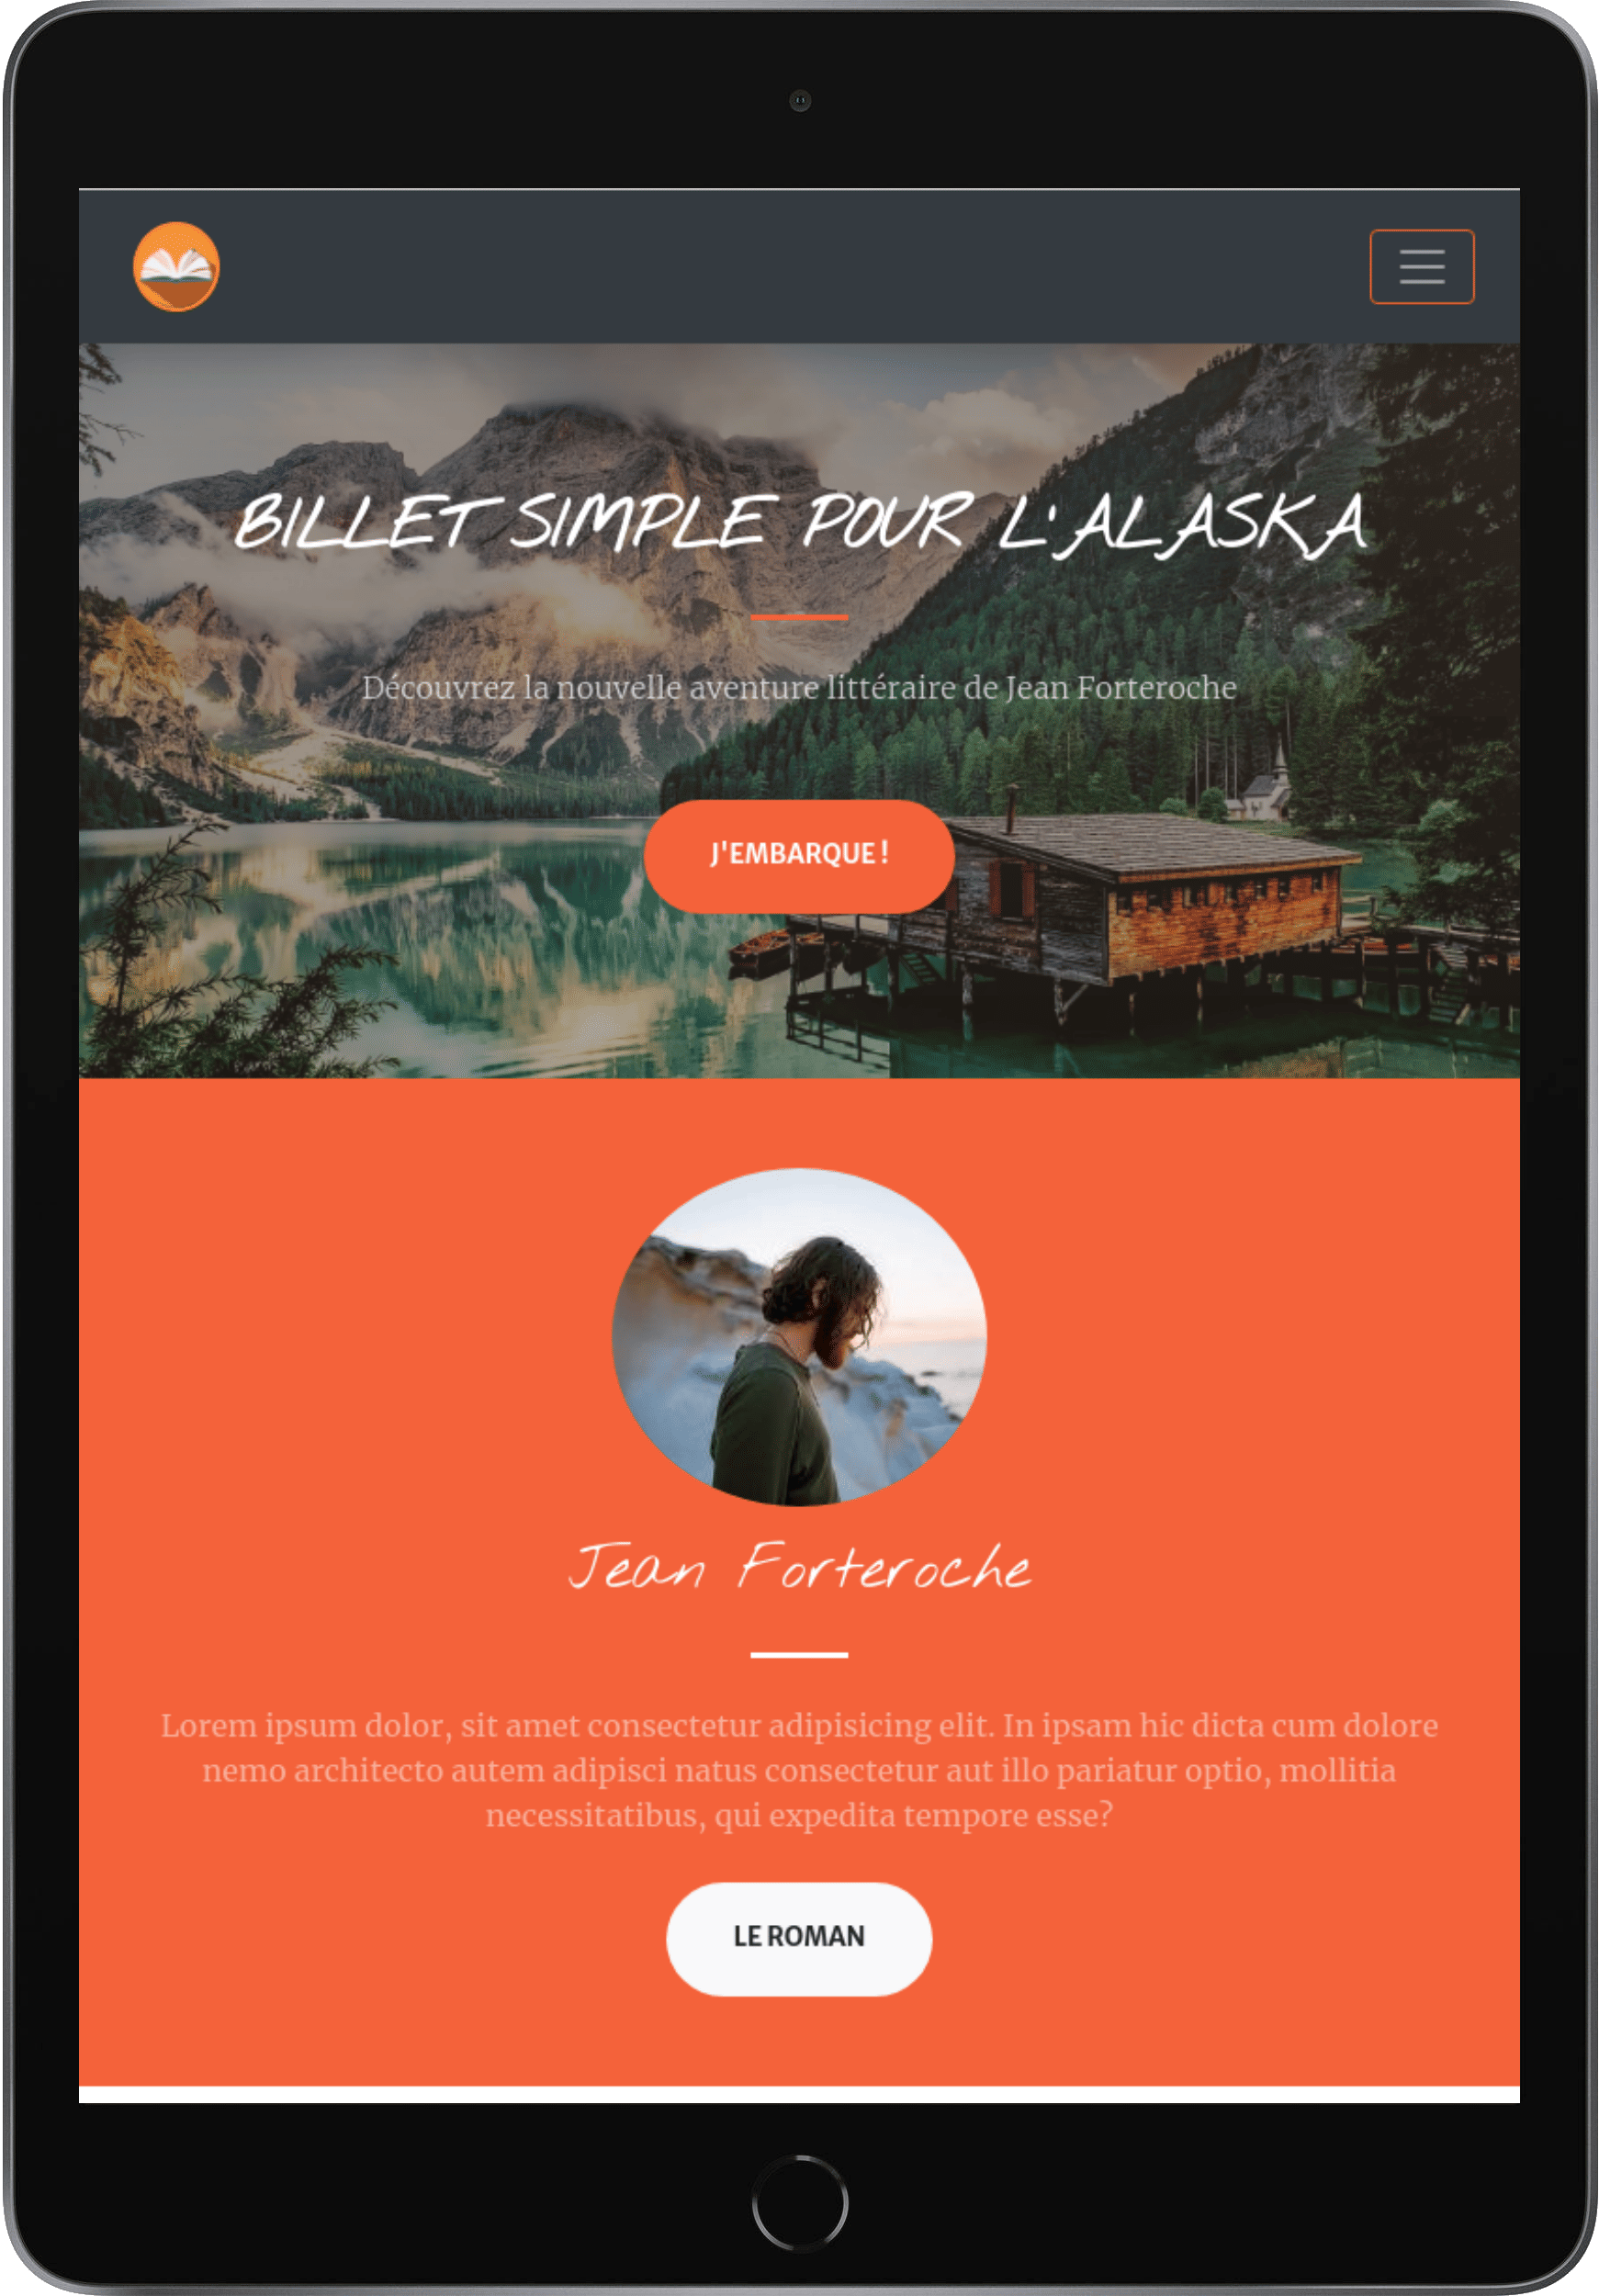 BILLET SIMPLE POUR L'ALASKA
Découvrez la nouvelle aventure littéraire de Jean Forteroche
J'EMBARQUE !
Jean Forteroche
Lorem ipsum dolor, sit amet consectetur adipisicing elit. In ipsam hic dicta cum dolore
nemo architecto autem adipisci natus consectetur aut illo pariatur optio, mollitia
necessitatibus, qui expedita tempore esse?
LE ROMAN